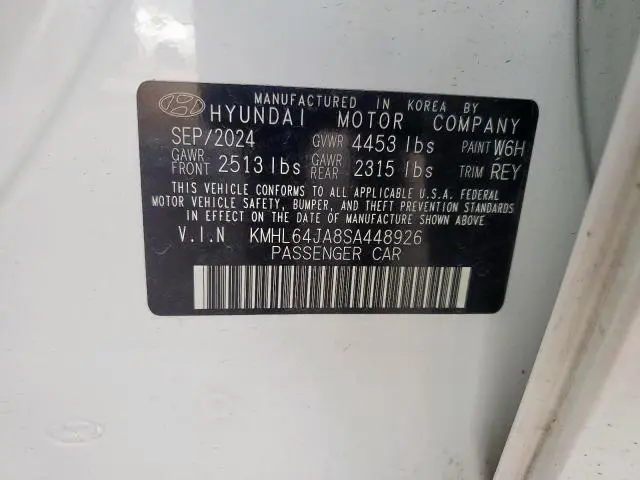 MANUFACTURED IN KOREA BY
HYUNDAI MOTOR COMPANY
SEP/2024 GVWR 4453 lbs PAINT W6H
GAWR FRONT 2513 lbs GAWR REAR 2315 lbs TRIM REY
THIS VEHICLE CONFORMS TO ALL APPLICABLE U.S.A. FEDERAL
MOTOR VEHICLE SAFETY, BUMPER, AND THEFT PREVENTION STANDARDS
IN EFFECT ON THE DATE OF MANUFACTURE SHOWN ABOVE
V.I.N KMHL64JA8SA448926
PASSENGER CAR